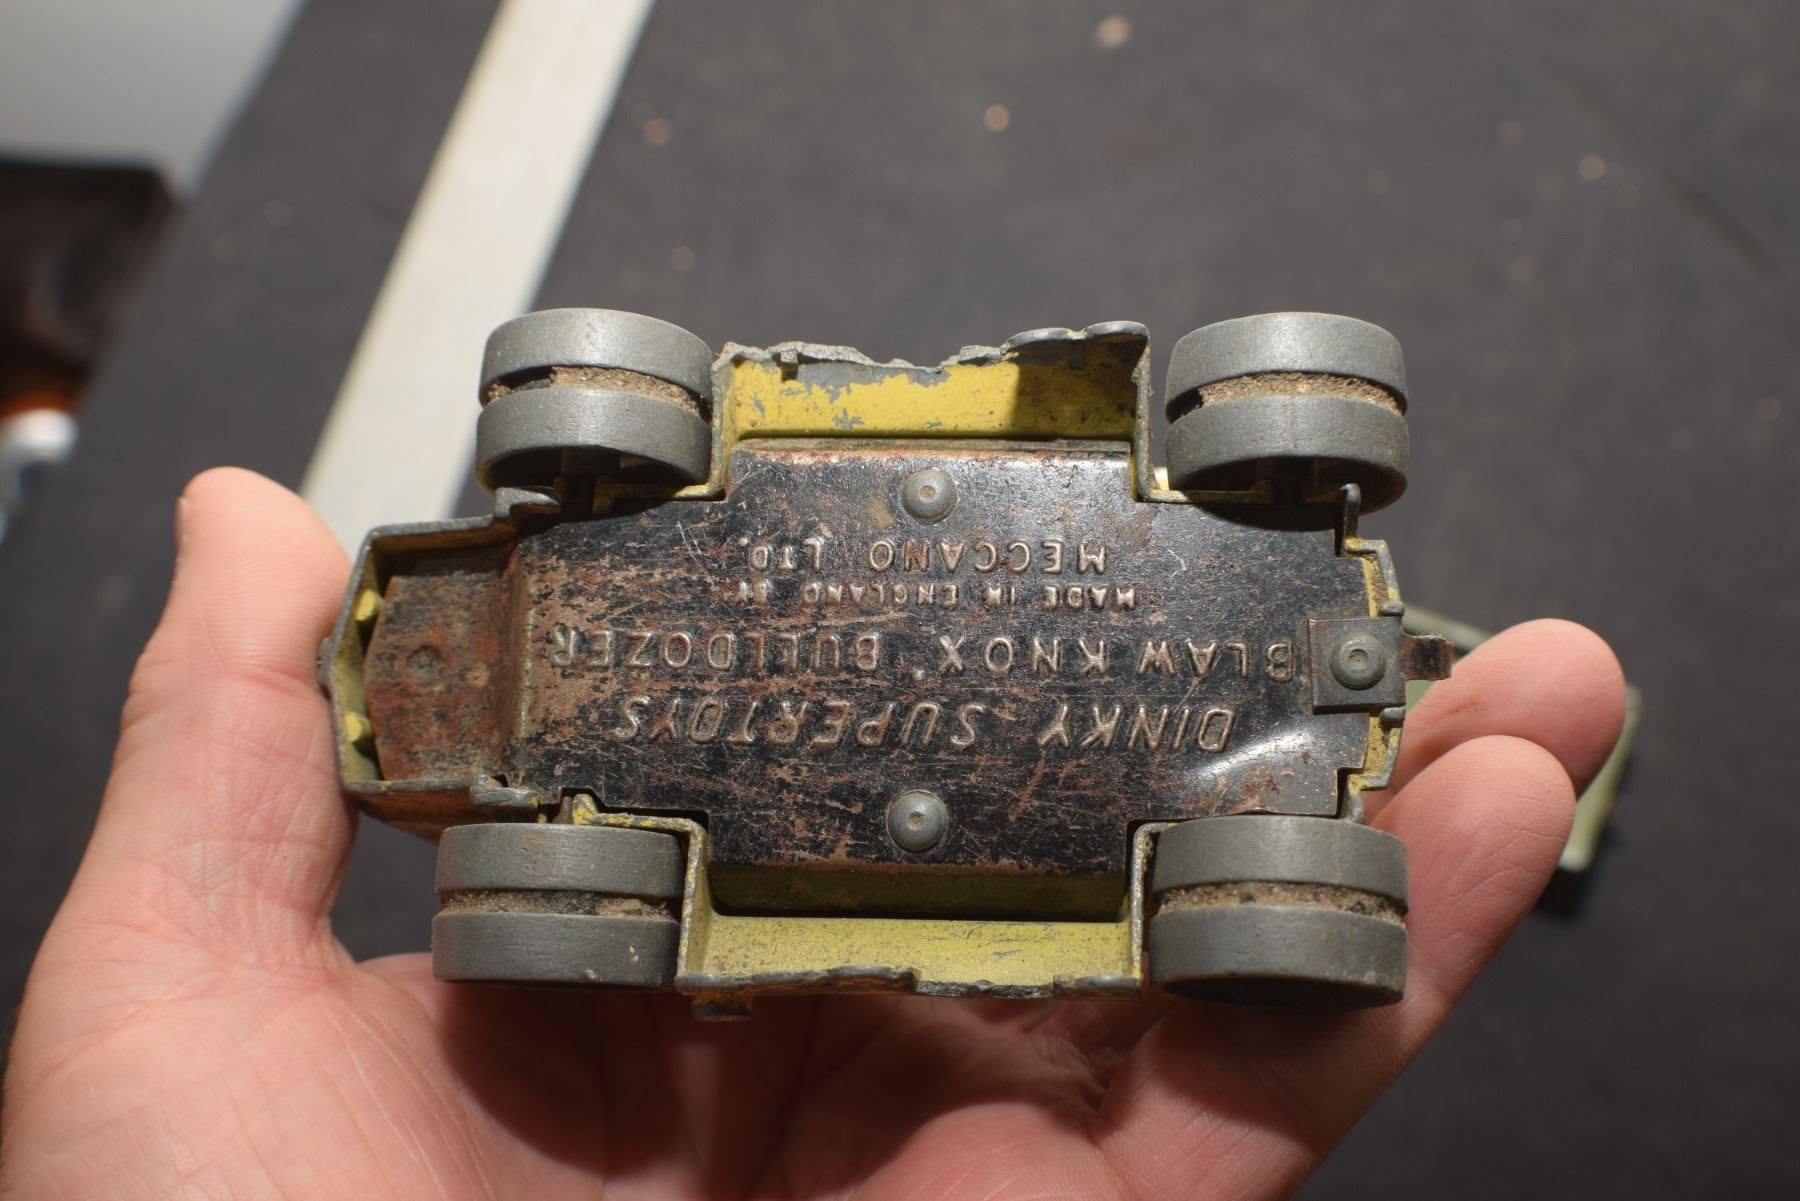 DINKY SUPERTOYS
BLAW KNOX BULLDOZER
MADE IN ENGLAND BY
MECCANO LTD.